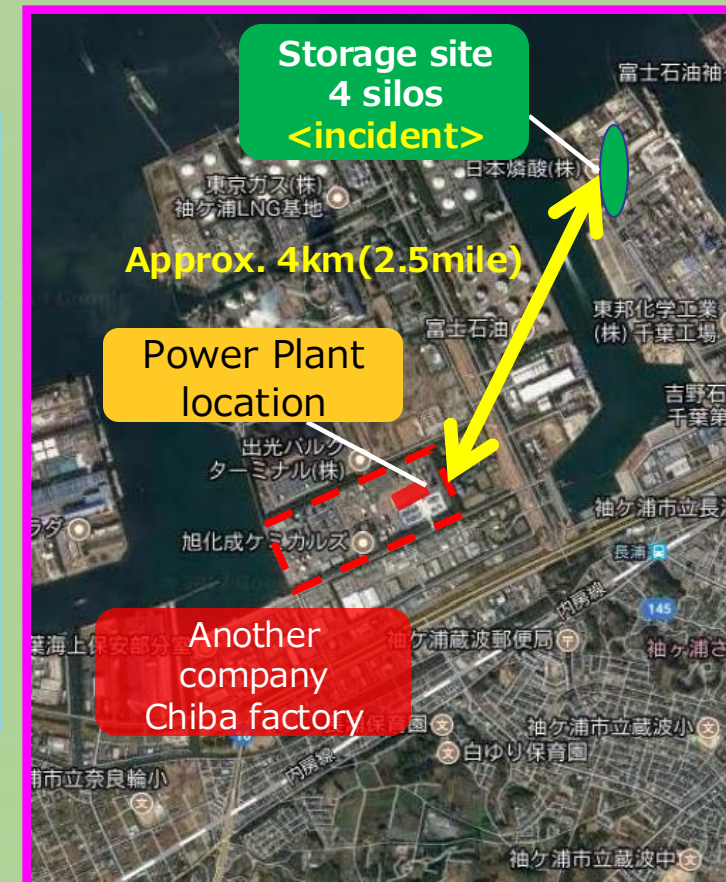 Storage site
4 silos
<incident>
富士石油袖
日本燐酸(株)
東京ガス(株)
袖ケ浦LNG基地
Approx. 4km(2.5mile)
東邦化学工業
(株) 千葉工場
富士石油
Power Plant
location
吉野石
千葉第
出光バルク
ターミナル(株)
袖ケ浦市立長浦
ラダ
旭化成ケミカルズ
長浦
内房線
145
Another
company
Chiba factory
葉海上保安部分室
袖ケ浦蔵波郵便局
袖ヶ浦さ
保育園
袖ケ浦市立蔵波小
白ゆり保育園
16
内房線
浦市立奈良輪小
袖ケ浦市立蔵波中